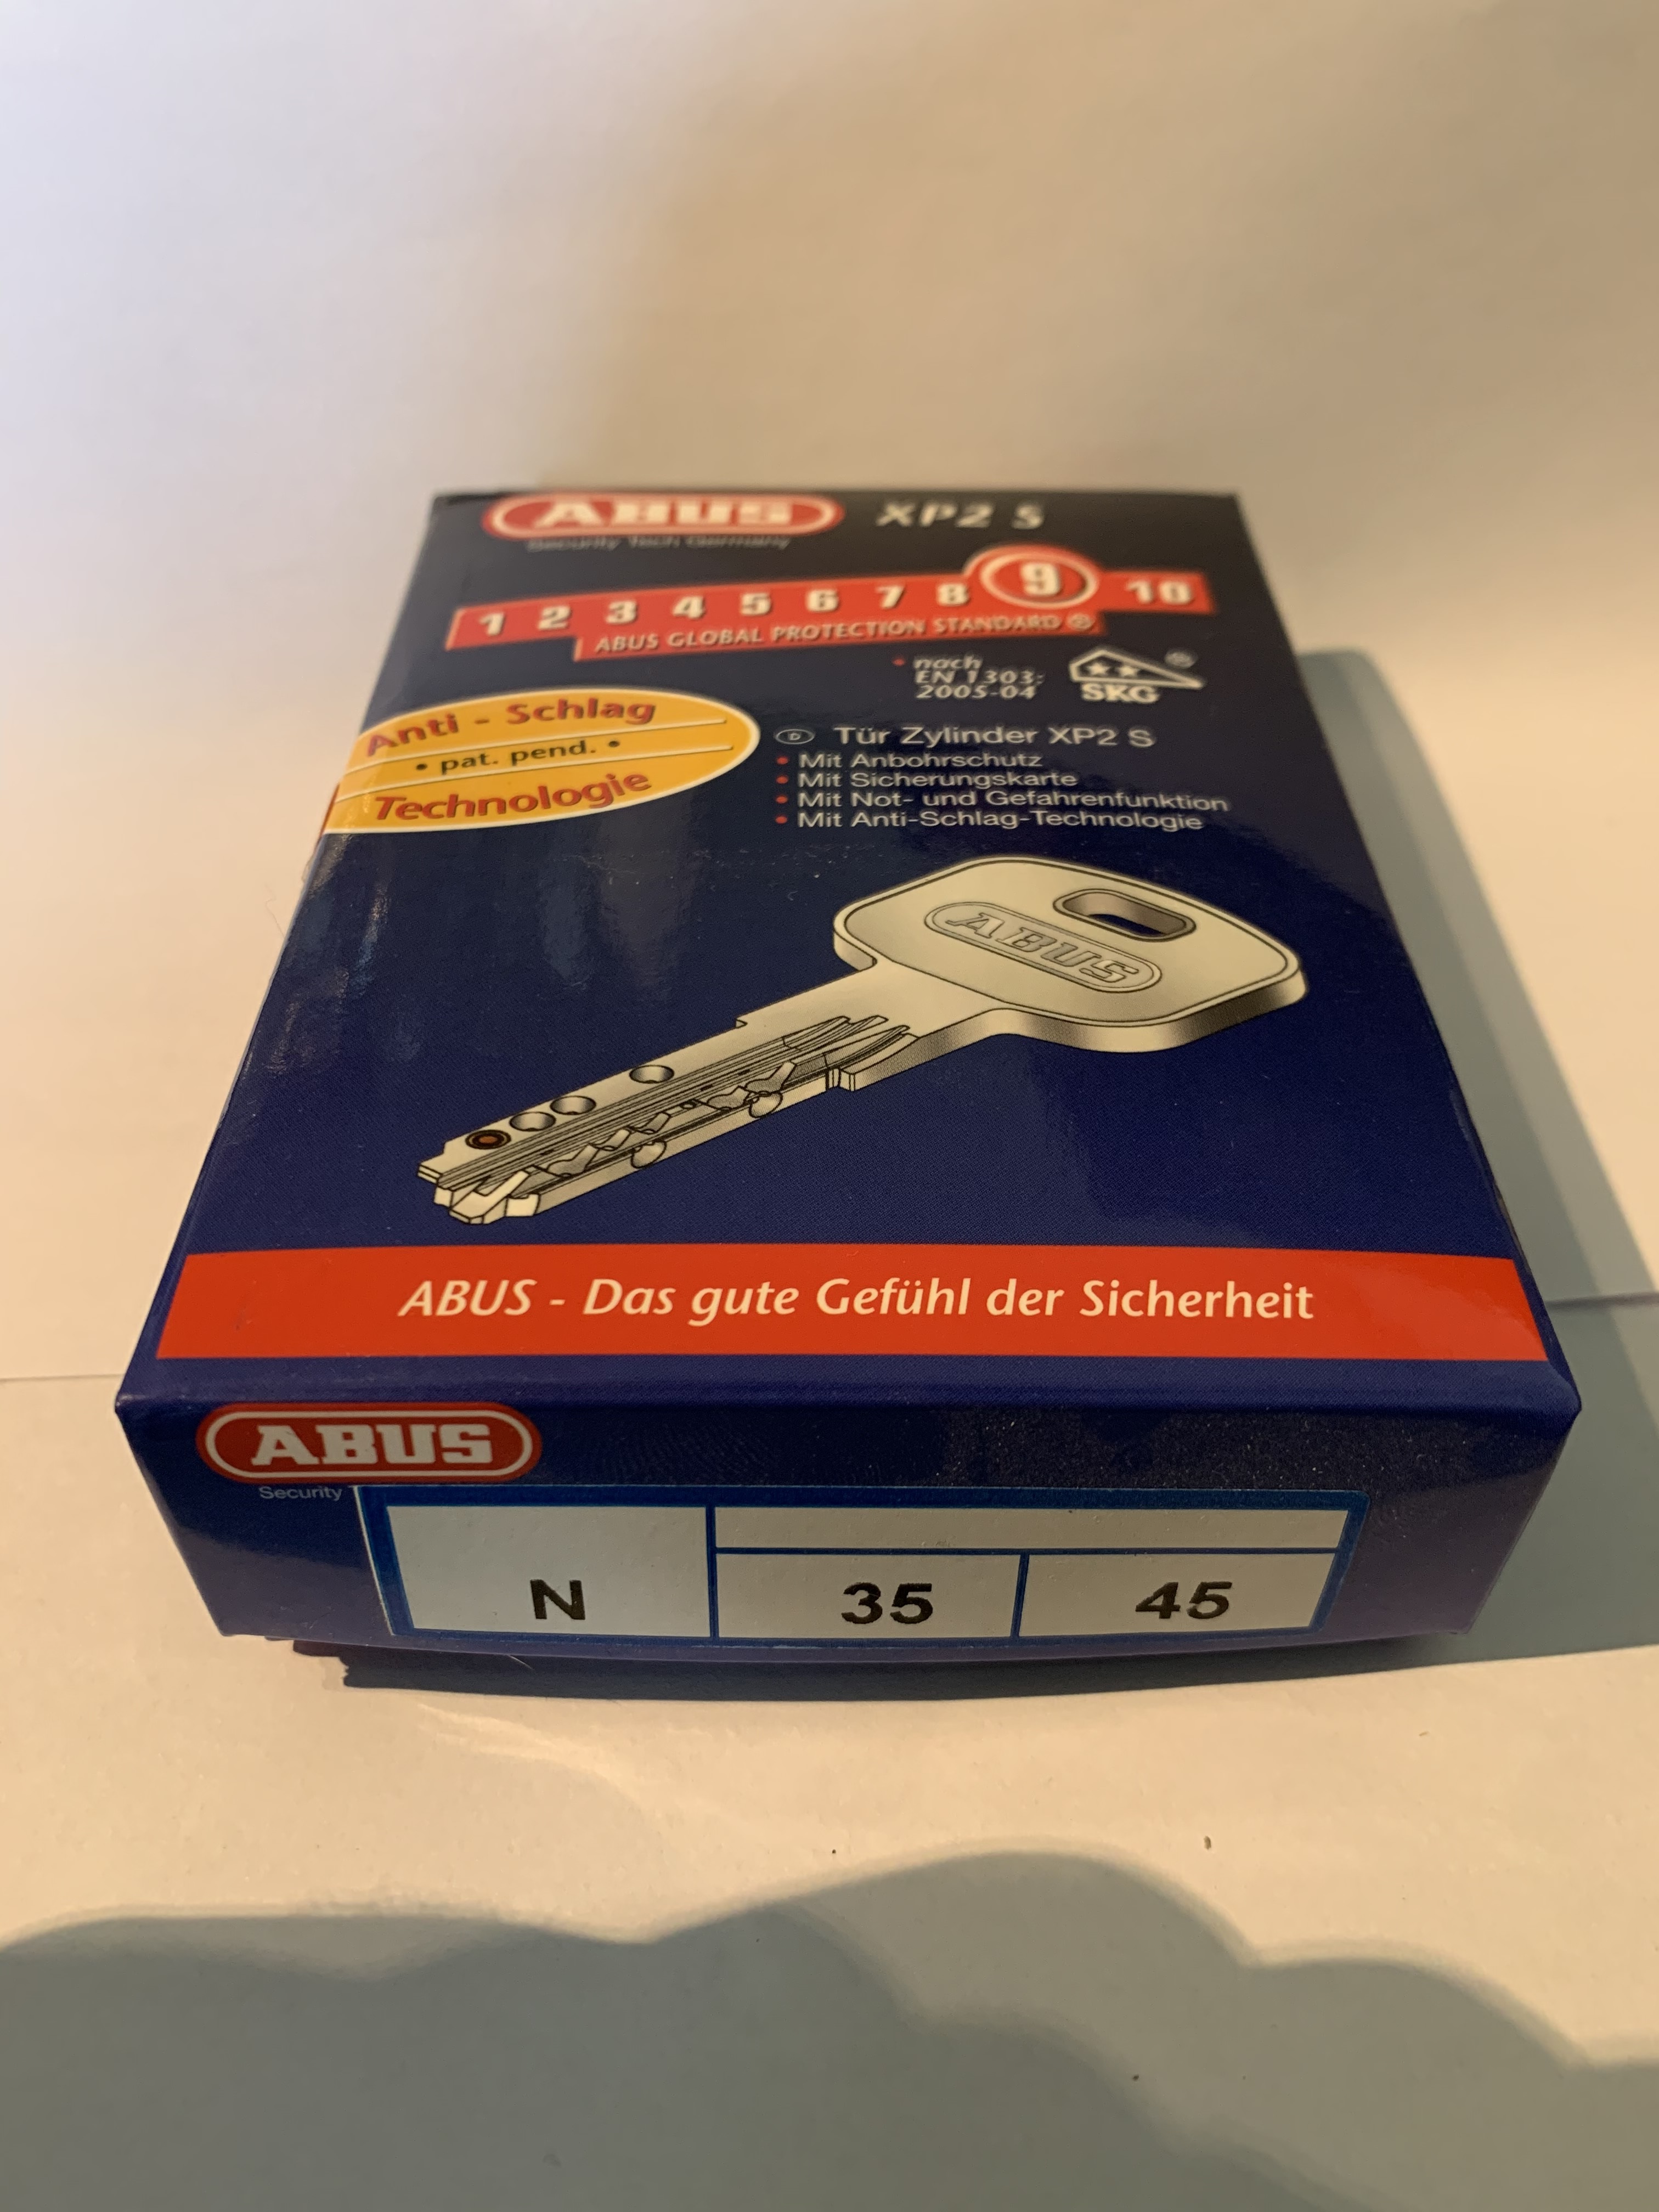 ABUS XP2 S
Security Tech Germany
1 2 3 4 5 6 7 8 9 10
ABUS GLOBAL PROTECTION STANDARD ®
• nach
EN 1303:
2005-04
SKG ®
Anti - Schlag
• pat. pend. •
Technologie
D Tür Zylinder XP2 S
• Mit Anbohrschutz
• Mit Sicherungskarte
• Mit Not- und Gefahrenfunktion
• Mit Anti-Schlag-Technologie
ABUS
ABUS - Das gute Gefühl der Sicherheit
ABUS
Security
N 35 45